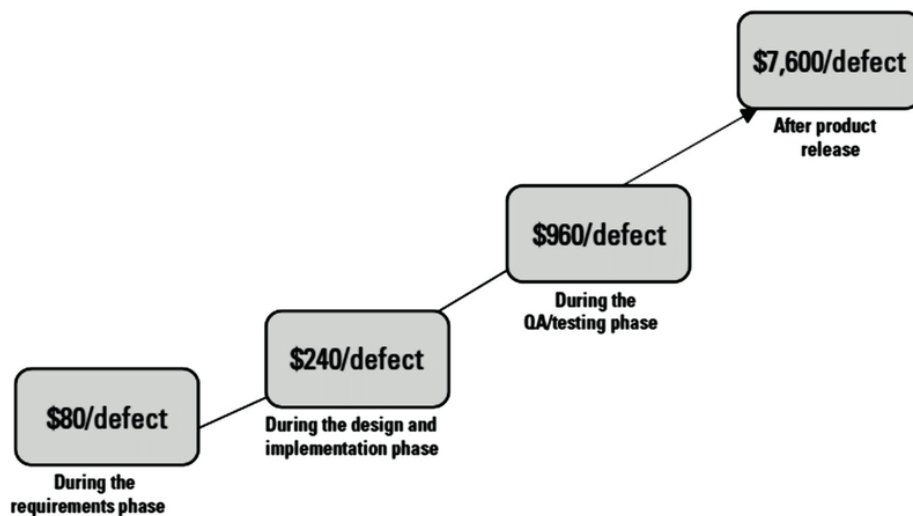 $7,600/defect
After product
release
$960/defect
During the
QA/testing phase
$240/defect
During the design and
implementation phase
$80/defect
During the
requirements phase